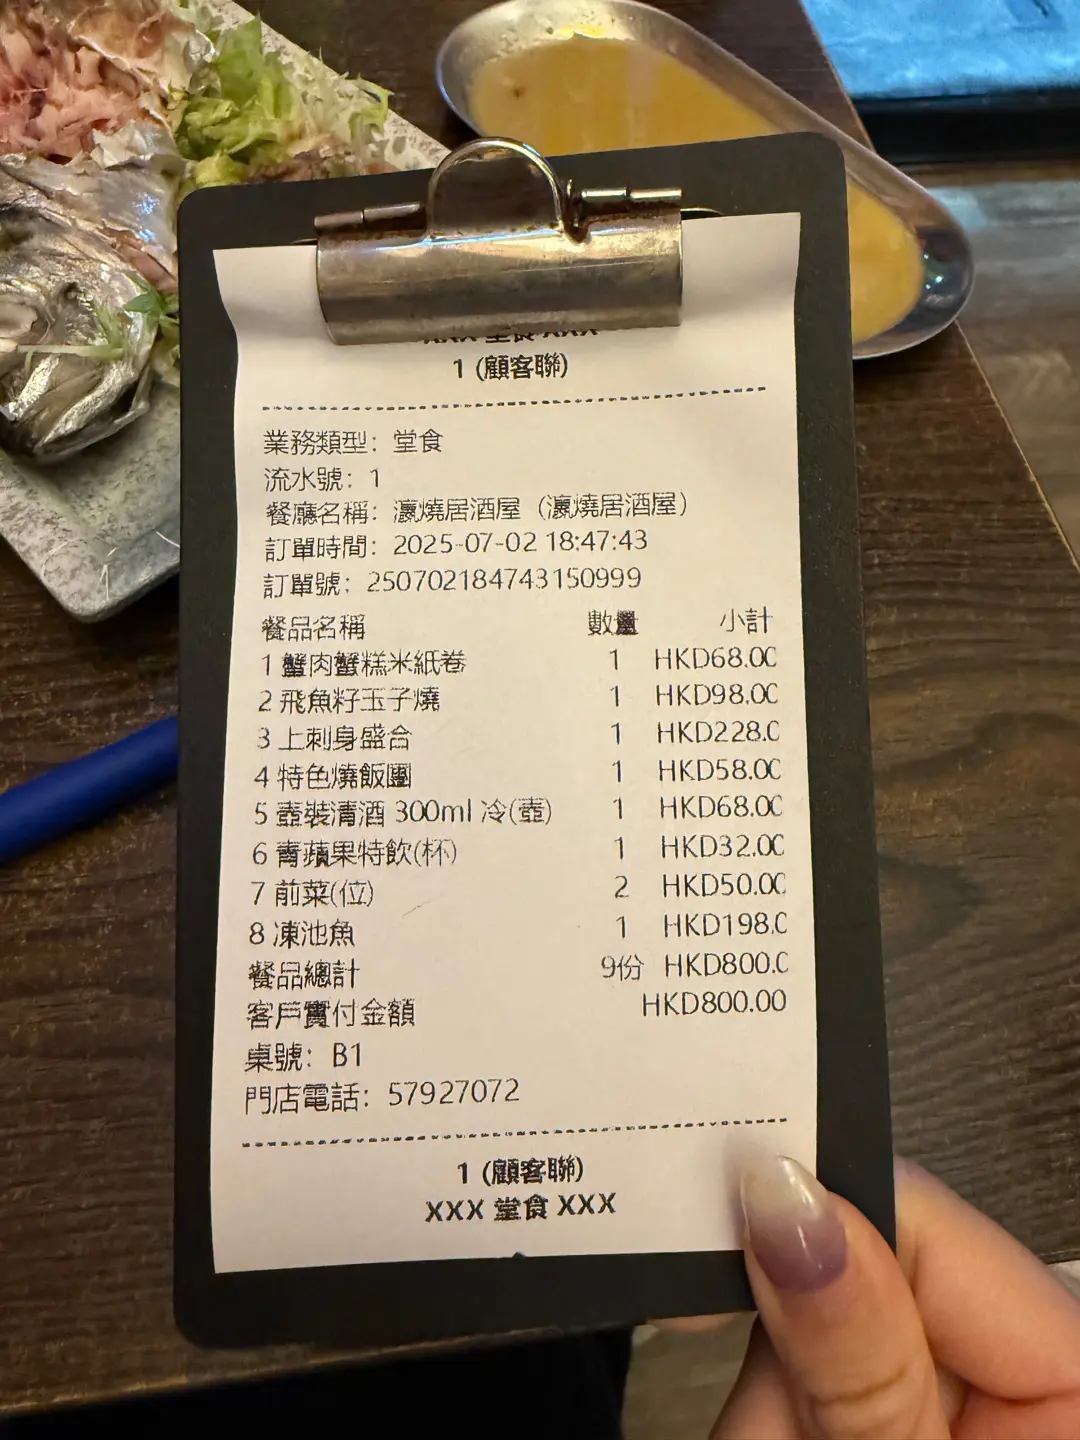 XXX 堂食 XXX
1 (顧客聯)
業務類型：堂食
流水號：1
餐廳名稱：瀛燒居酒屋（瀛燒居酒屋）
訂單時間：2025-07-02 18:47:43
訂單號：250702184743150999
餐品名稱 數量 小計
1 蟹肉蟹糕米紙卷 1 HKD68.00
2 飛魚籽玉子燒 1 HKD98.00
3 上刺身盛合 1 HKD228.0
4 特色燒飯團 1 HKD58.00
5 壺裝清酒 300ml 冷(壺) 1 HKD68.00
6 青蘋果特飲(杯) 1 HKD32.00
7 前菜(位) 2 HKD50.00
8 凍池魚 1 HKD198.0
餐品總計 9份 HKD800.0
客戶實付金額 HKD800.00
桌號：B1
門店電話：57927072
1 (顧客聯)
XXX 堂食 XXX